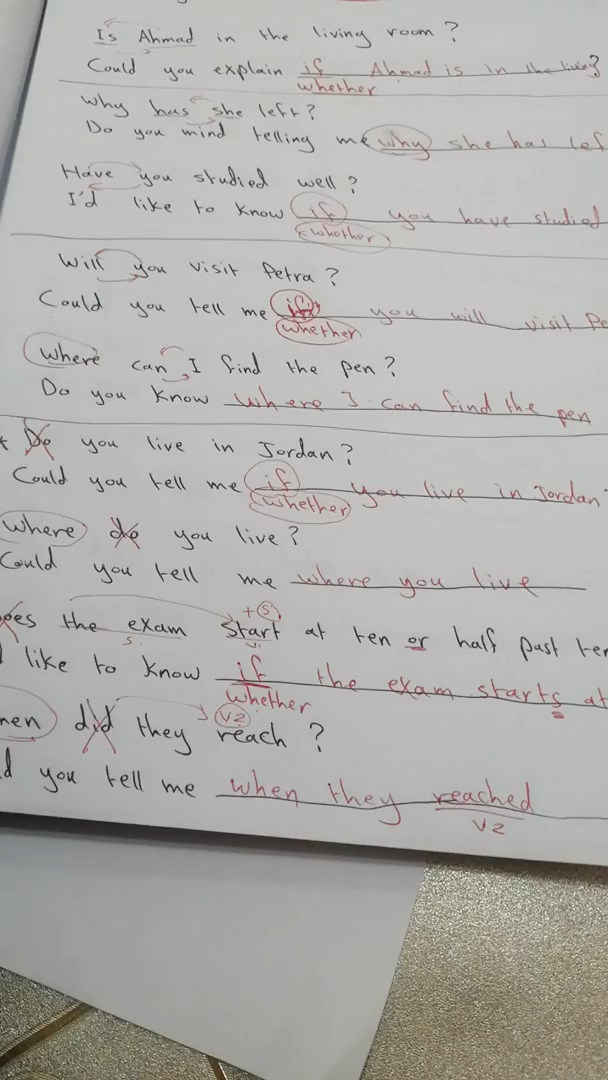 Is Ahmad in the living room?
Could you explain if Ahmad is in the living?
whether
Why has she left?
Do you mind telling me why she has lef
Have you studied well?
I'd like to know if you have studied
whether
Will you visit Petra?
Could you tell me if you will visit Pe
whether
Where can I find the pen?
Do you know where I can find the pen
Do you live in Jordan?
Could you tell me if you live in Jordan
whether
Where do you live?
Could you tell me where you live
+ S
oes the exam start at ten or half past ten
S. V.
like to know if the exam starts at
whether
V2
hen did they reach?
d you tell me when they reached
V2